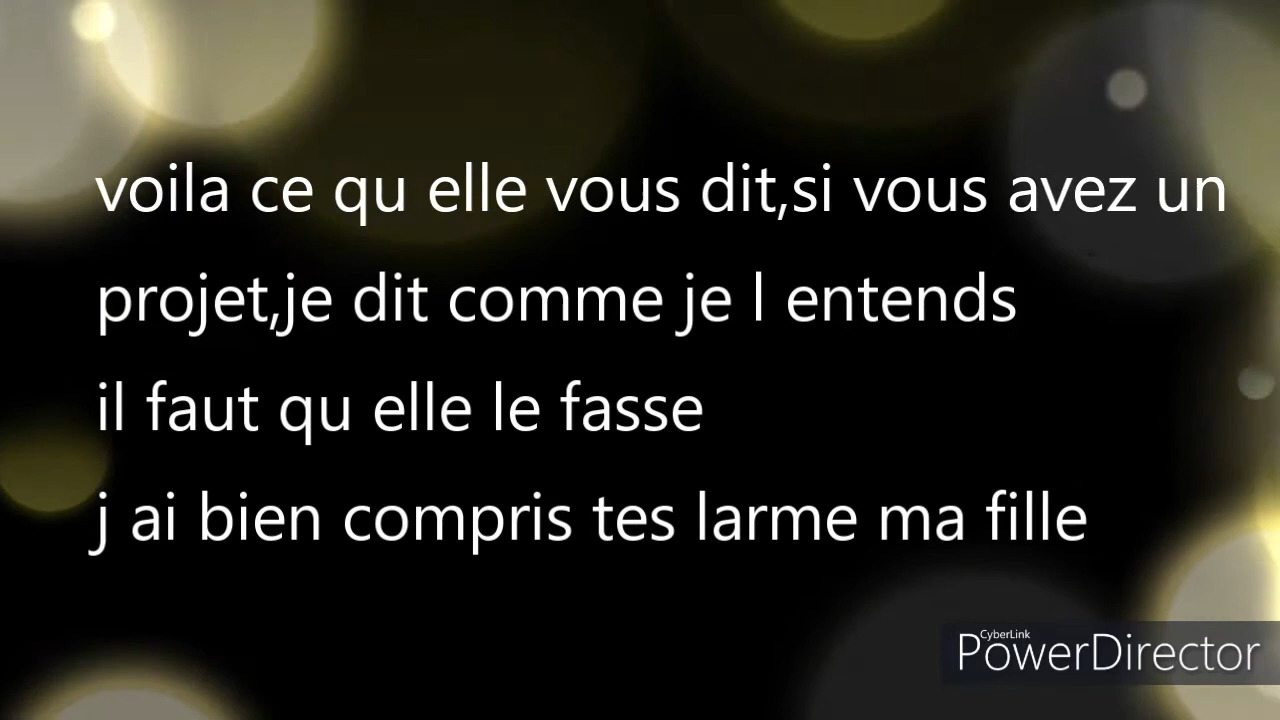 voila ce qu elle vous dit,si vous avez un
projet,je dit comme je l entends
il faut qu elle le fasse
j ai bien compris tes larme ma fille
CyberLink
PowerDirector